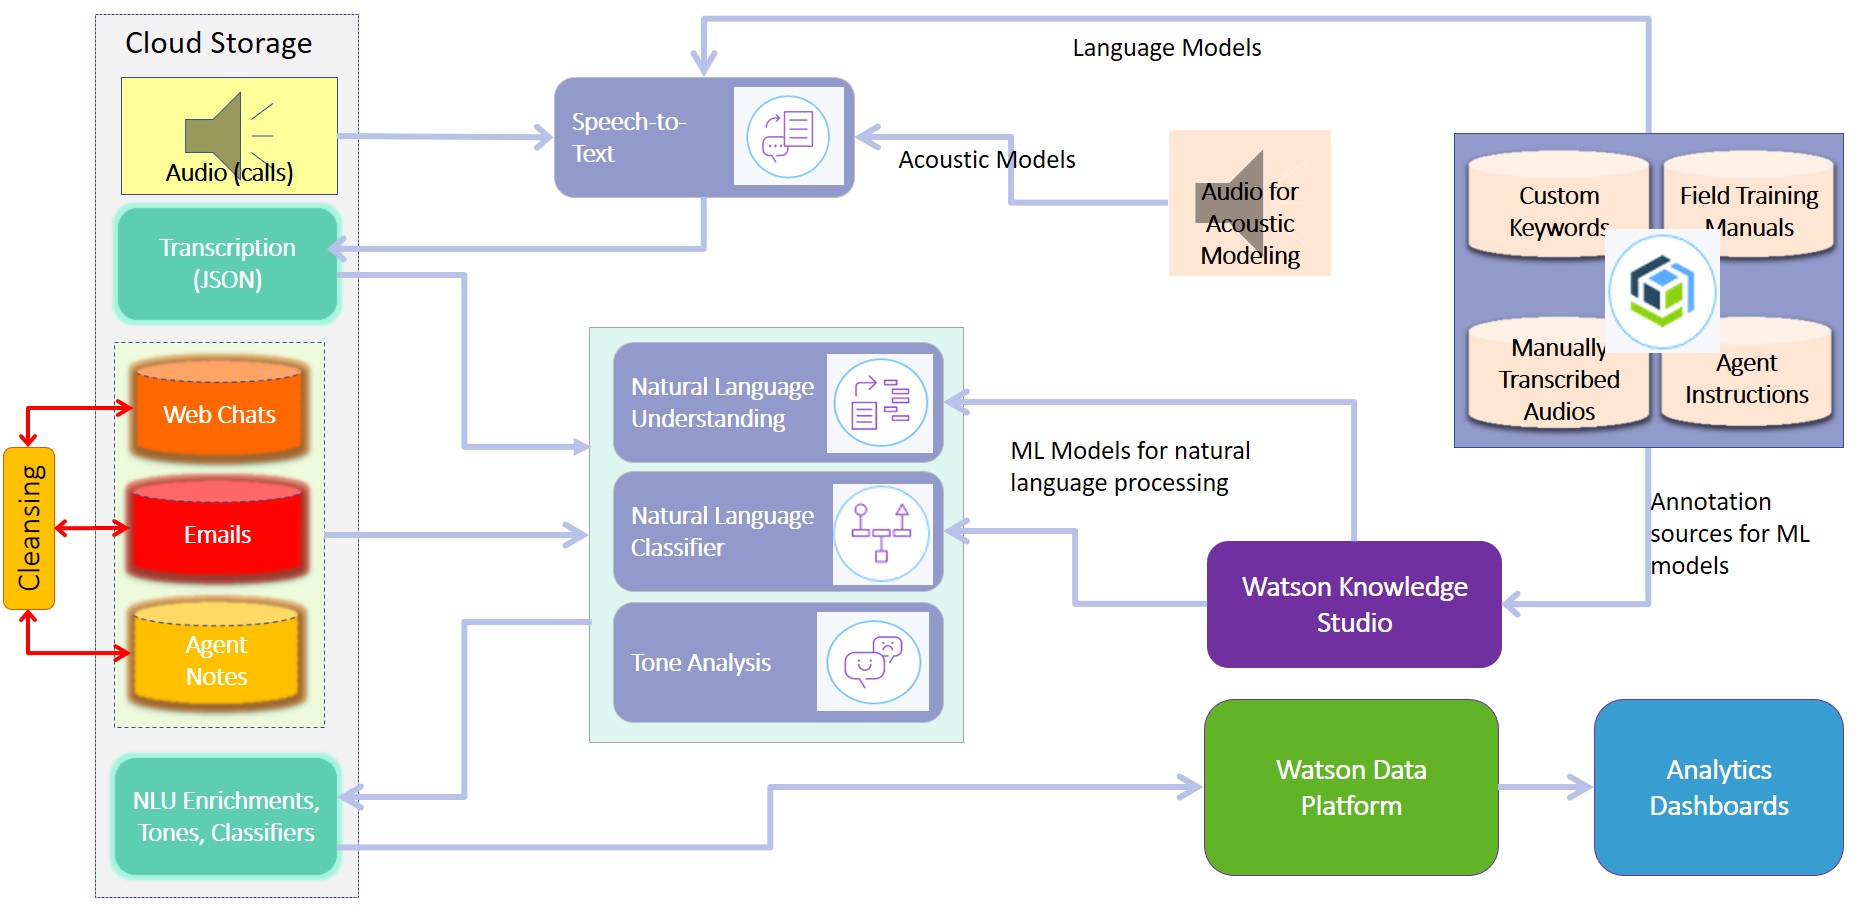 Cloud Storage
Audio (calls)
Transcription
(JSON)
Web Chats
Emails
Agent
Notes
Cleansing
NLU Enrichments,
Tones, Classifiers
Speech-to-
Text
Language Models
Acoustic Models
Audio for
Acoustic
Modeling
Custom
Keywords
Field Training
Manuals
Manually
Transcribed
Audios
Agent
Instructions
Natural Language
Understanding
Natural Language
Classifier
Tone Analysis
ML Models for natural
language processing
Annotation
sources for ML
models
Watson Knowledge
Studio
Watson Data
Platform
Analytics
Dashboards